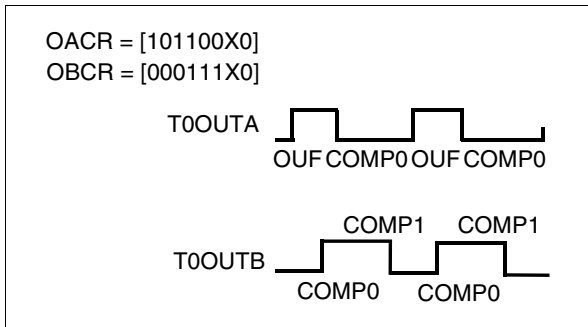 OACR = [101100X0]
OBCR = [000111X0]
T0OUTA
OUF COMP0 OUF COMP0
COMP1 COMP1
T0OUTB
COMP0 COMP0